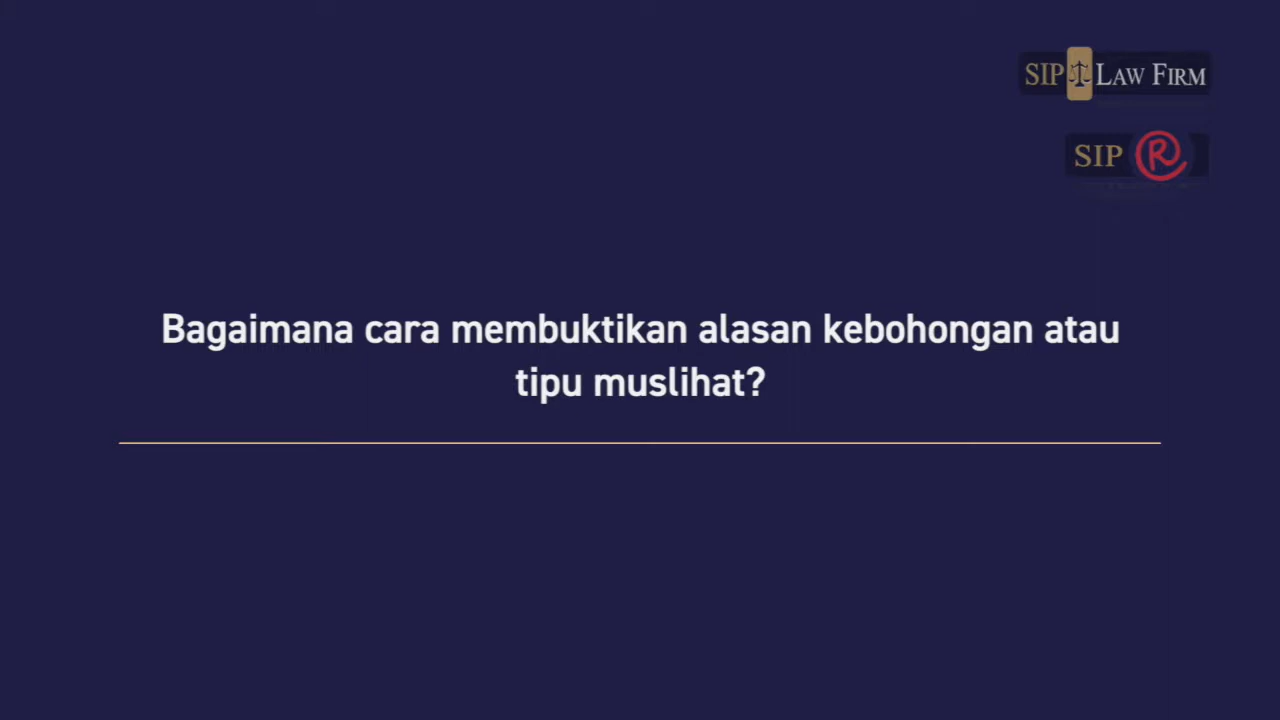 SIP LAW FIRM
SIP R
Bagaimana cara membuktikan alasan kebohongan atau
tipu muslihat?